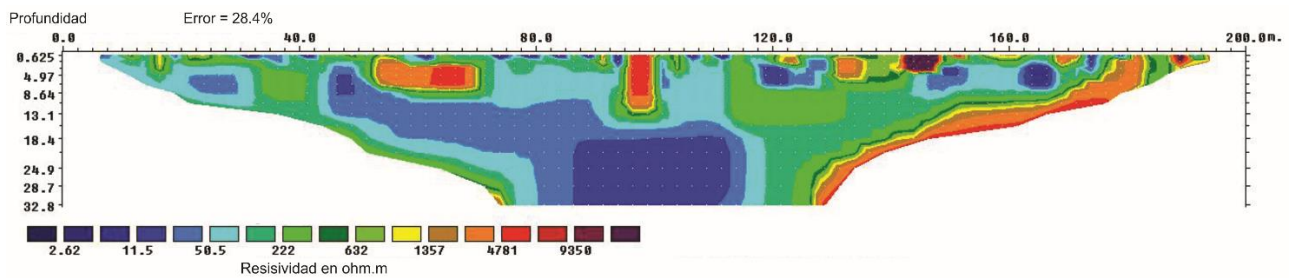 Profundidad Error = 28.4%
0.0 40.0 80.0 120.0 160.0 200.0m.
0.625
4.97
8.64
13.1
18.4
24.9
28.7
32.8
2.62 11.5 50.5 222 632 1357 4781 9350
Resisividad en ohm.m